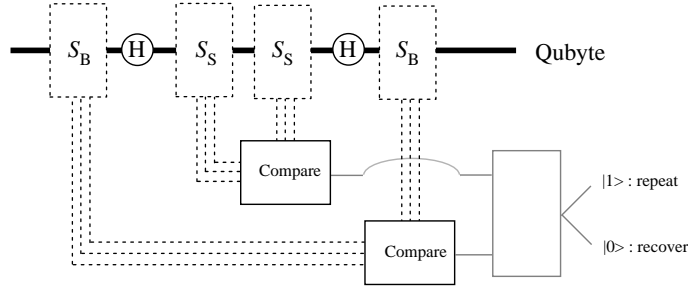 S_B H S_S S_S H S_B Qubyte
Compare
|1> : repeat
Compare
|0> : recover